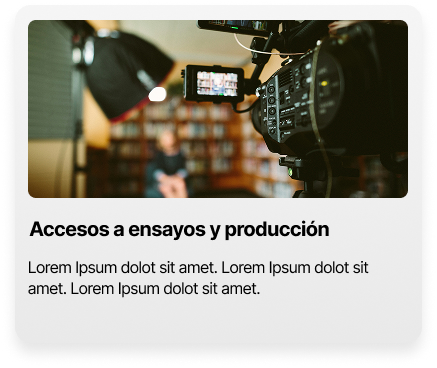 Accesos a ensayos y producción
Lorem Ipsum dolot sit amet. Lorem Ipsum dolot sit
amet. Lorem Ipsum dolot sit amet.